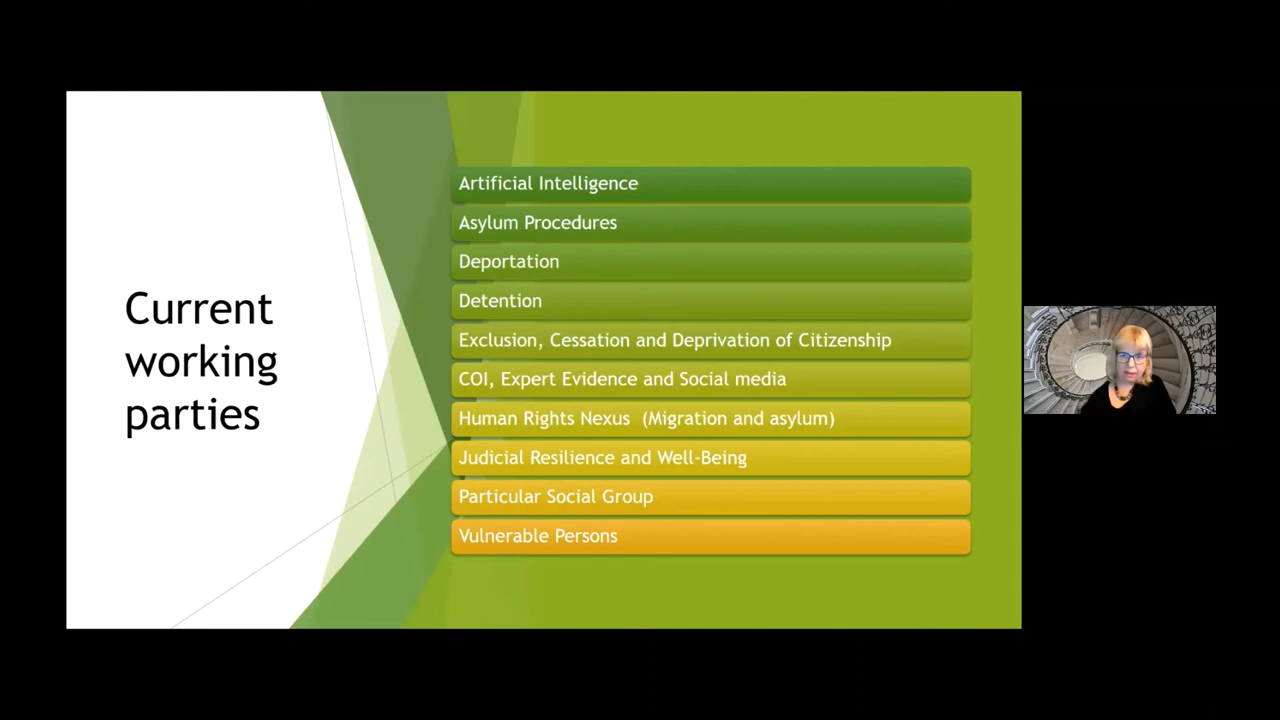 Current
working
parties
Artificial Intelligence
Asylum Procedures
Deportation
Detention
Exclusion, Cessation and Deprivation of Citizenship
COI, Expert Evidence and Social media
Human Rights Nexus  (Migration and asylum)
Judicial Resilience and Well-Being
Particular Social Group
Vulnerable Persons